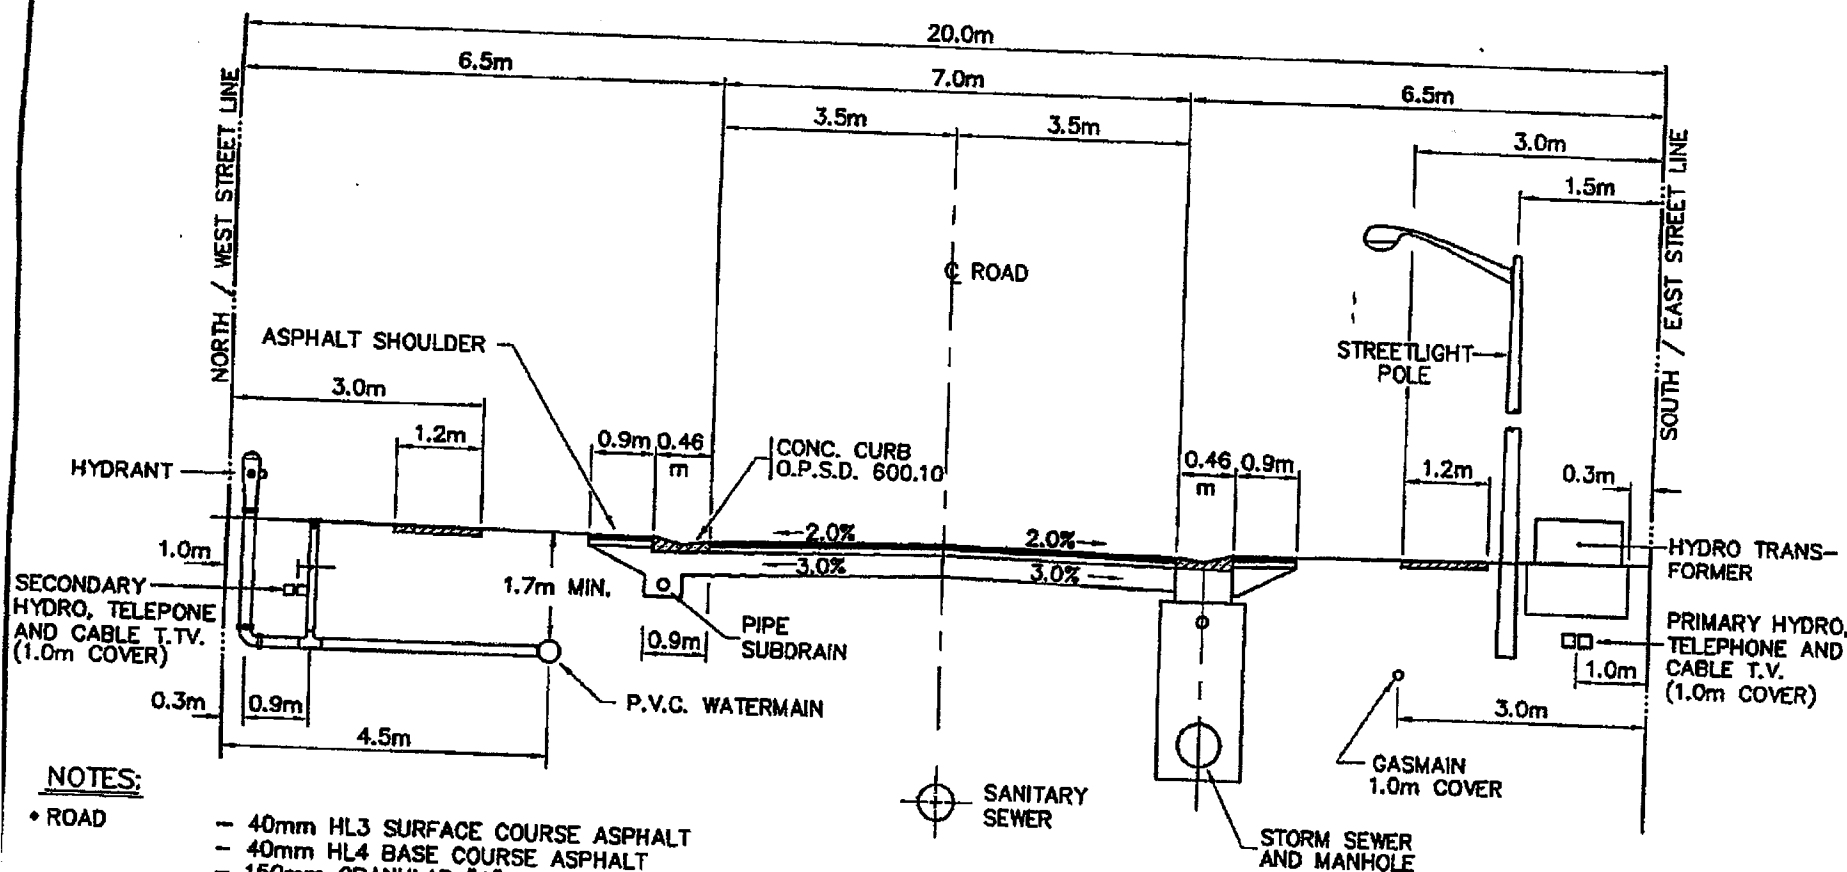 20.0m
6.5m
7.0m
6.5m
3.5m
3.5m
3.0m
1.5m
NORTH / WEST STREET LINE
SOUTH / EAST STREET LINE
℄ ROAD
ASPHALT SHOULDER
STREETLIGHT
POLE
3.0m
1.2m
0.9m
0.46
m
CONC. CURB
O.P.S.D. 600.10
0.46
m
0.9m
1.2m
0.3m
HYDRANT
2.0%
2.0%
3.0%
3.0%
1.0m
1.7m MIN.
HYDRO TRANS-
FORMER
SECONDARY
HYDRO, TELEPONE
AND CABLE T.TV.
(1.0m COVER)
PIPE
SUBDRAIN
0.9m
PRIMARY HYDRO,
TELEPHONE AND
CABLE T.V.
(1.0m COVER)
1.0m
0.3m
0.9m
P.V.C. WATERMAIN
3.0m
4.5m
GASMAIN
1.0m COVER
SANITARY
SEWER
STORM SEWER
AND MANHOLE
NOTES:
• ROAD
- 40mm HL3 SURFACE COURSE ASPHALT
- 40mm HL4 BASE COURSE ASPHALT
- 150mm GRANULAR